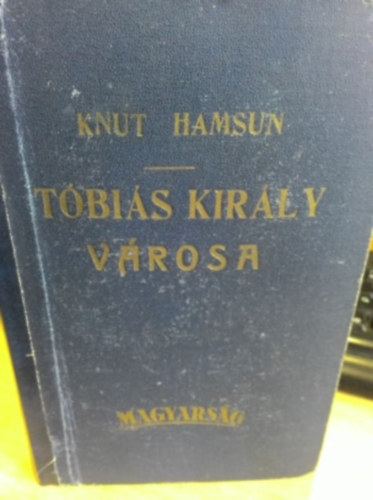 KNUT HAMSUN
TÓBIÁS KIRÁLY
VÁROSA
MAGYARSÁG